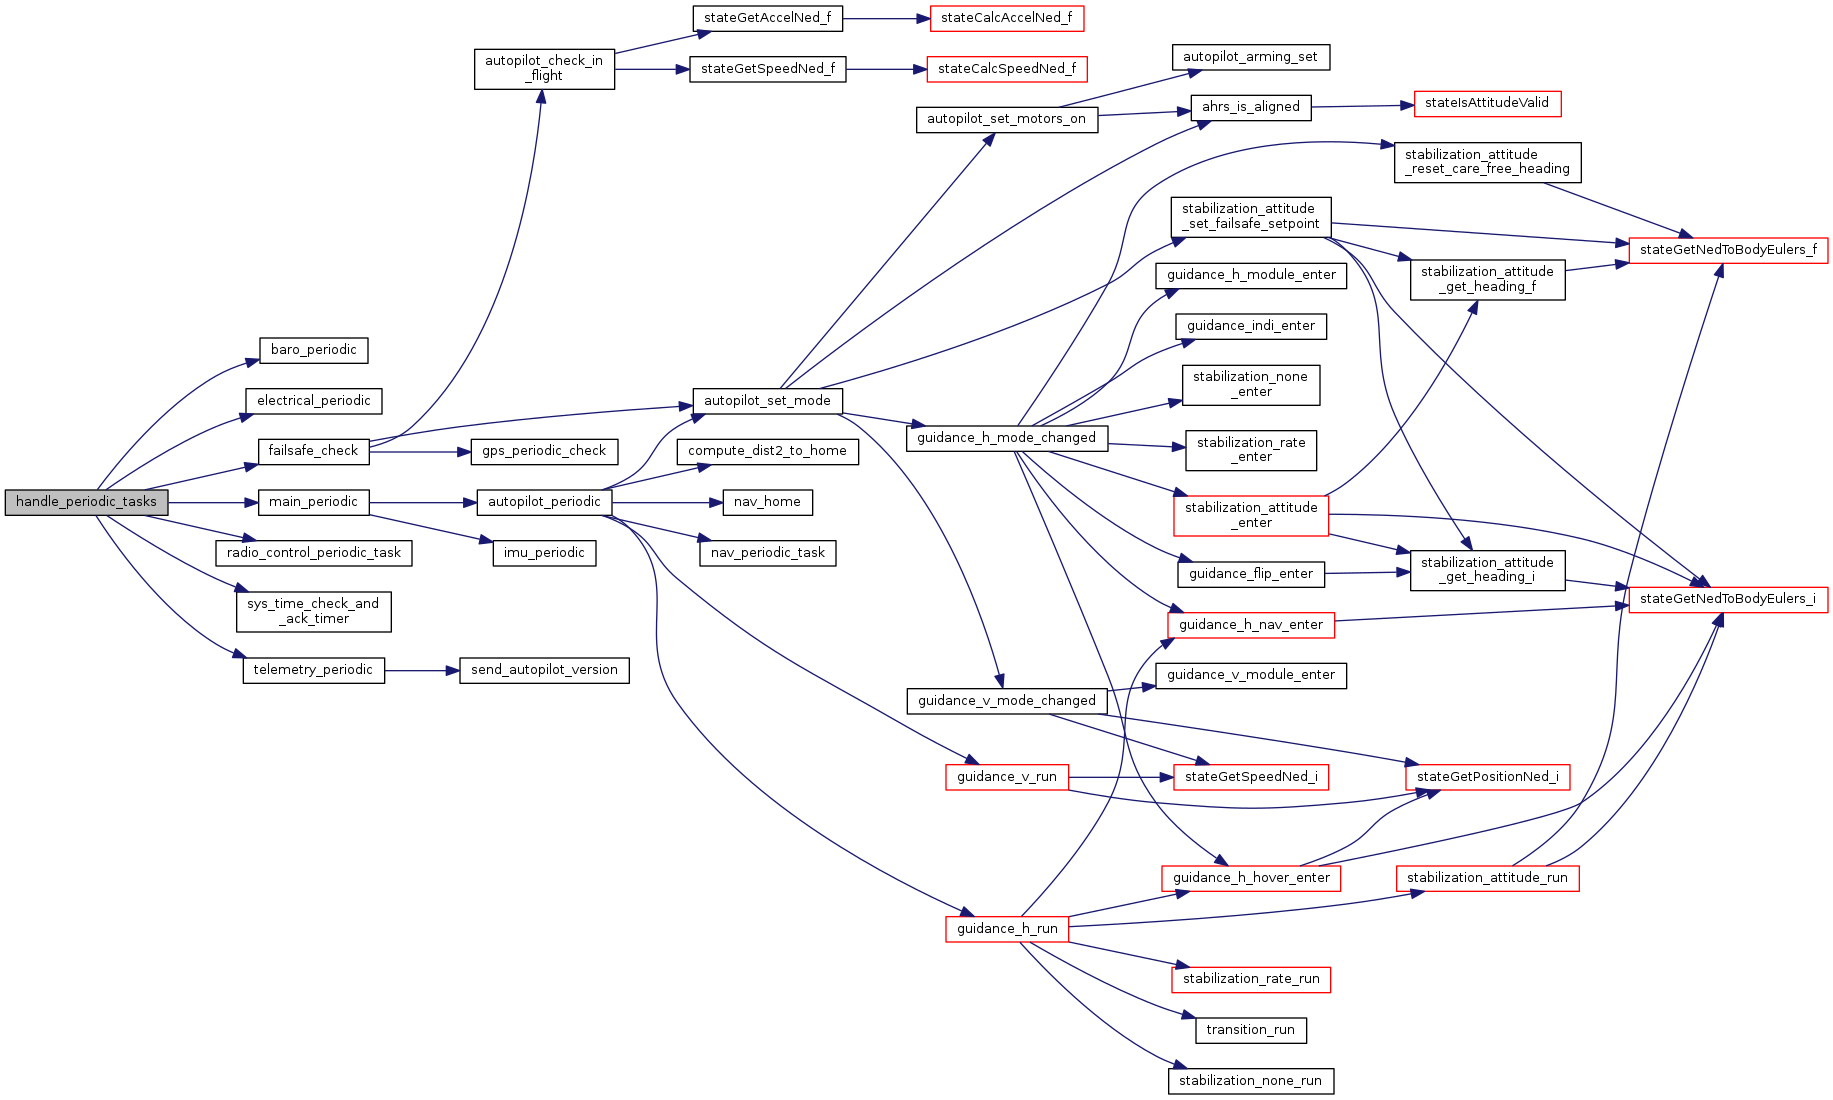 handle_periodic_tasks
baro_periodic
electrical_periodic
failsafe_check
main_periodic
radio_control_periodic_task
sys_time_check_and
_ack_timer
telemetry_periodic
autopilot_check_in
_flight
gps_periodic_check
autopilot_periodic
imu_periodic
send_autopilot_version
stateGetAccelNed_f
stateGetSpeedNed_f
autopilot_set_mode
compute_dist2_to_home
nav_home
nav_periodic_task
stateCalcAccelNed_f
stateCalcSpeedNed_f
autopilot_set_motors_on
guidance_h_mode_changed
guidance_v_mode_changed
guidance_v_run
guidance_h_run
autopilot_arming_set
ahrs_is_aligned
stabilization_attitude
_set_failsafe_setpoint
guidance_h_module_enter
guidance_indi_enter
stabilization_none
_enter
stabilization_rate
_enter
stabilization_attitude
_enter
guidance_flip_enter
guidance_h_nav_enter
guidance_v_module_enter
stateGetSpeedNed_i
guidance_h_hover_enter
stabilization_rate_run
transition_run
stabilization_none_run
stateIsAttitudeValid
stabilization_attitude
_reset_care_free_heading
stabilization_attitude
_get_heading_f
stabilization_attitude
_get_heading_i
stateGetPositionNed_i
stabilization_attitude_run
stateGetNedToBodyEulers_f
stateGetNedToBodyEulers_i